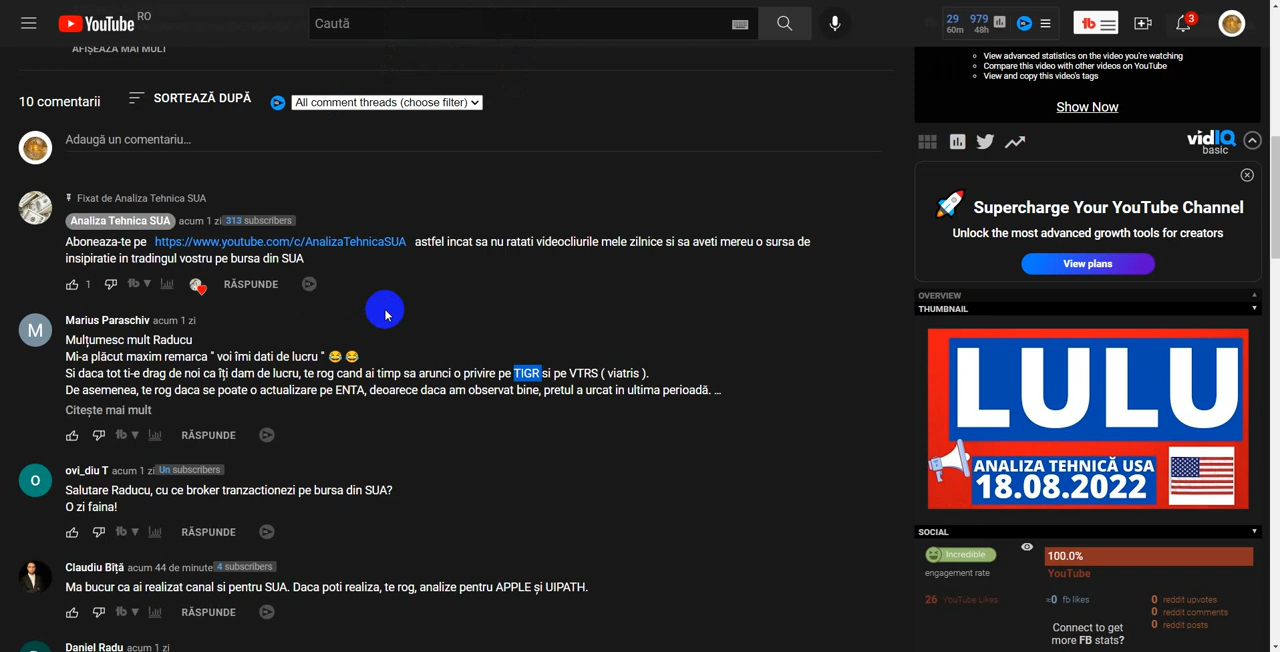 YouTube RO
Caută
29 979
60m 48h
tb
3
AFIȘEAZĂ MAI MULT
10 comentarii
SORTEAZĂ DUPĂ
All comment threads (choose filter)
Adaugă un comentariu...
Fixat de Analiza Tehnica SUA
Analiza Tehnica SUA acum 1 zi 313 subscribers
Aboneaza-te pe https://www.youtube.com/c/AnalizaTehnicaSUA astfel incat sa nu ratati videocliurile mele zilnice si sa aveti mereu o sursa de
insipiratie in tradingul vostru pe bursa din SUA
1 tb RĂSPUNDE
M
Marius Paraschiv acum 1 zi
Mulțumesc mult Raducu
Mi-a plăcut maxim remarca " voi îmi dati de lucru " 😂 😂
Si daca tot ti-e drag de noi ca îți dam de lucru, te rog cand ai timp sa arunci o privire pe TIGR si pe VTRS ( viatris ).
De asemenea, te rog daca se poate o actualizare pe ENTA, deoarece daca am observat bine, pretul a urcat in ultima perioadă. ...
Citește mai mult
tb RĂSPUNDE
O
ovi_diu T acum 1 zi Un subscribers
Salutare Raducu, cu ce broker tranzactionezi pe bursa din SUA?
O zi faina!
tb RĂSPUNDE
Claudiu Bîță acum 44 de minute 4 subscribers
Ma bucur ca ai realizat canal si pentru SUA. Daca poti realiza, te rog, analize pentru APPLE și UIPATH.
tb RĂSPUNDE
Daniel Radu acum 1 zi
View advanced statistics on the video you're watching
Compare this video with other videos on YouTube
View and copy this video's tags
Show Now
vidIQ
basic
Supercharge Your YouTube Channel
Unlock the most advanced growth tools for creators
View plans
OVERVIEW
THUMBNAIL
LULU
ANALIZA TEHNICĂ USA
18.08.2022
SOCIAL
Incredible
engagement rate
100.0%
YouTube
26 YouTube Likes
≈0 fb likes
Connect to get
more FB stats?
0 reddit upvotes
0 reddit comments
0 reddit posts